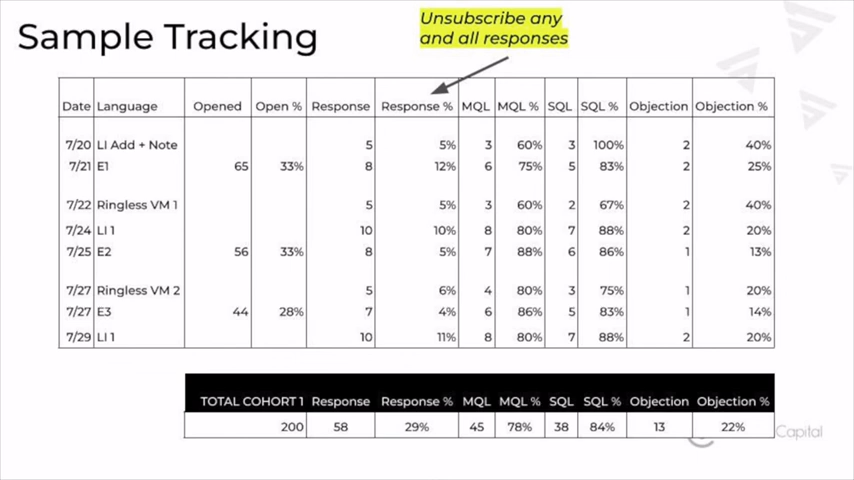 Sample Tracking
Unsubscribe any
and all responses
Date Language Opened Open % Response Response % MQL MQL % SQL SQL % Objection Objection %
7/20 LI Add + Note 5 5% 3 60% 3 100% 2 40%
7/21 E1 65 33% 8 12% 6 75% 5 83% 2 25%
7/22 Ringless VM 1 5 5% 3 60% 2 67% 2 40%
7/24 LI 1 10 10% 8 80% 7 88% 2 20%
7/25 E2 56 33% 8 5% 7 88% 6 86% 1 13%
7/27 Ringless VM 2 5 6% 4 80% 3 75% 1 20%
7/27 E3 44 28% 7 4% 6 86% 5 83% 1 14%
7/29 LI 1 10 11% 8 80% 7 88% 2 20%
TOTAL COHORT 1 Response Response % MQL MQL % SQL SQL % Objection Objection %
200 58 29% 45 78% 38 84% 13 22%
Capital